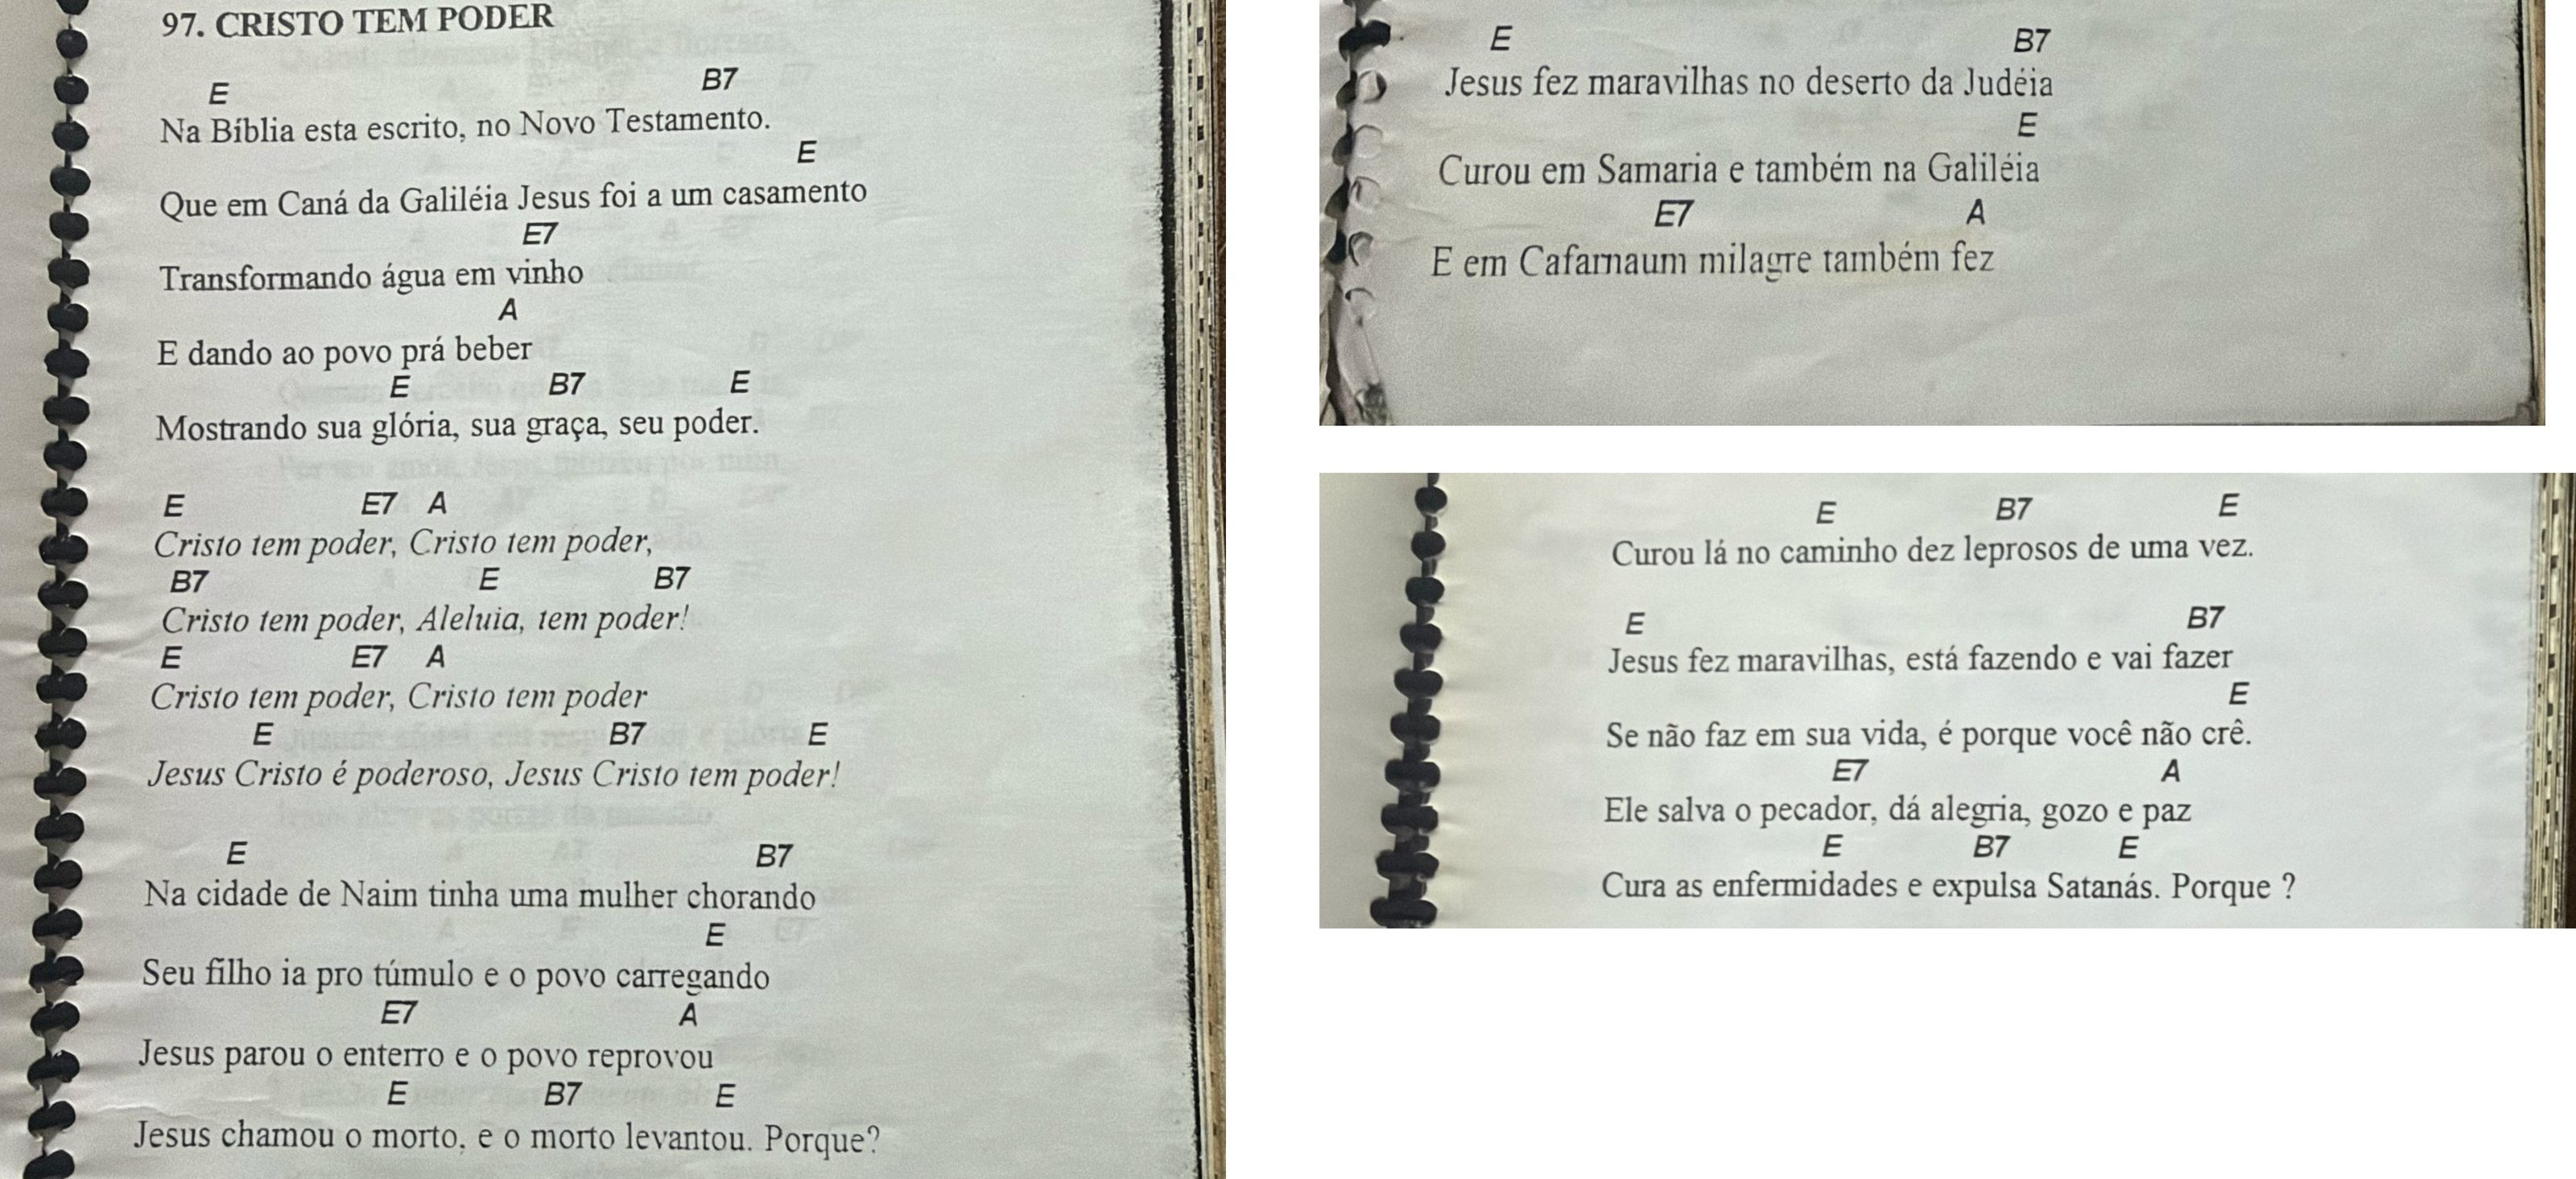 97. CRISTO TEM PODER
E B7
Na Bíblia esta escrito, no Novo Testamento.
E
Que em Caná da Galiléia Jesus foi a um casamento
E7
Transformando água em vinho
A
E dando ao povo prá beber
E B7 E
Mostrando sua glória, sua graça, seu poder.
E E7 A
Cristo tem poder, Cristo tem poder,
B7 E B7
Cristo tem poder, Aleluia, tem poder!
E E7 A
Cristo tem poder, Cristo tem poder
E B7 E
Jesus Cristo é poderoso, Jesus Cristo tem poder!
E B7
Na cidade de Naim tinha uma mulher chorando
E
Seu filho ia pro túmulo e o povo carregando
E7 A
Jesus parou o enterro e o povo reprovou
E B7 E
Jesus chamou o morto, e o morto levantou. Porque?
E B7
Jesus fez maravilhas no deserto da Judéia
E
Curou em Samaria e também na Galiléia
E7 A
E em Cafarnaum milagre também fez
E B7 E
Curou lá no caminho dez leprosos de uma vez.
E B7
Jesus fez maravilhas, está fazendo e vai fazer
E
Se não faz em sua vida, é porque você não crê.
E7 A
Ele salva o pecador, dá alegria, gozo e paz
E B7 E
Cura as enfermidades e expulsa Satanás. Porque ?